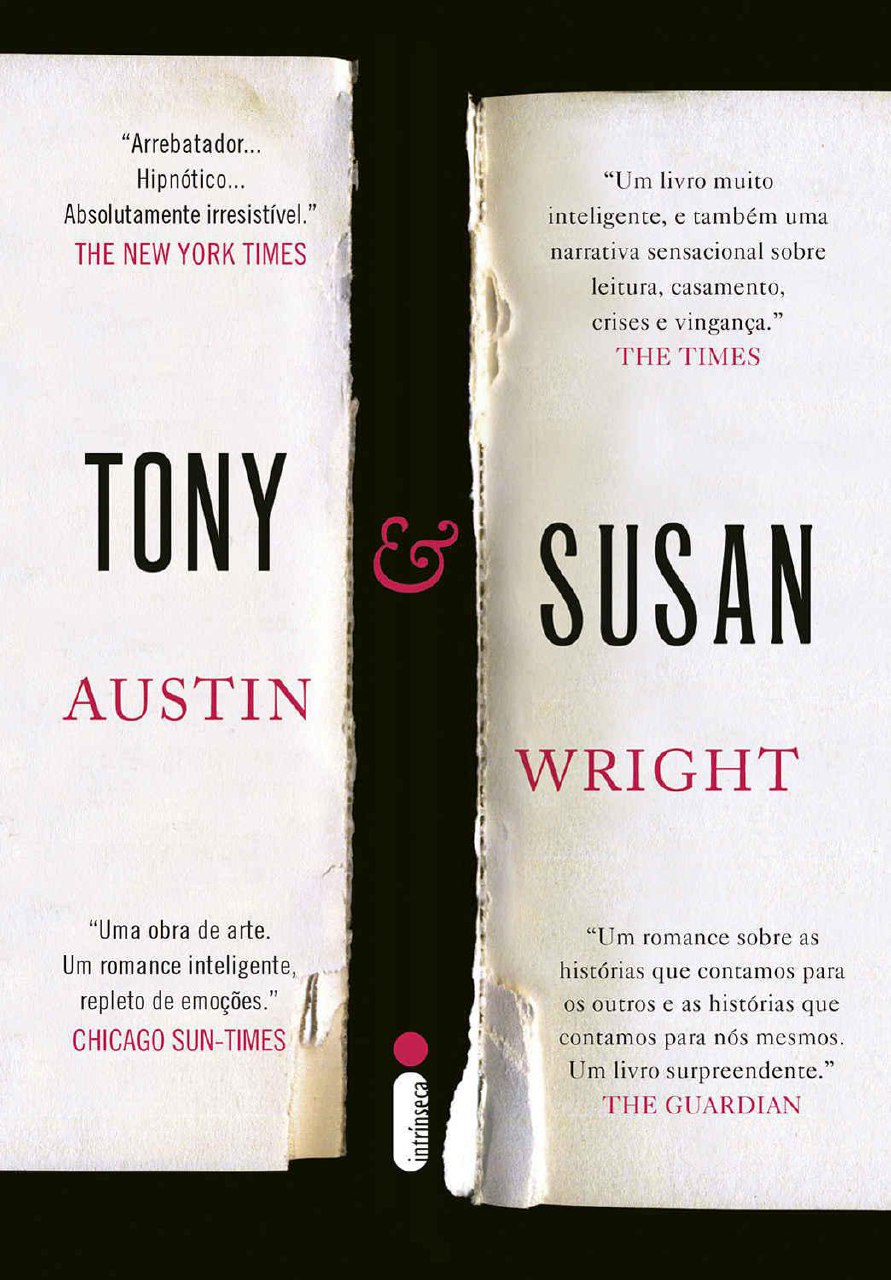 “Arrebatador...
Hipnótico...
Absolutamente irresistível.”
THE NEW YORK TIMES
“Um livro muito
inteligente, e também uma
narrativa sensacional sobre
leitura, casamento,
crises e vingança.”
THE TIMES
TONY
&
SUSAN
AUSTIN
WRIGHT
“Uma obra de arte.
Um romance inteligente,
repleto de emoções.”
CHICAGO SUN-TIMES
“Um romance sobre as
histórias que contamos para
os outros e as histórias que
contamos para nós mesmos.
Um livro surpreendente.”
THE GUARDIAN
intrínseca